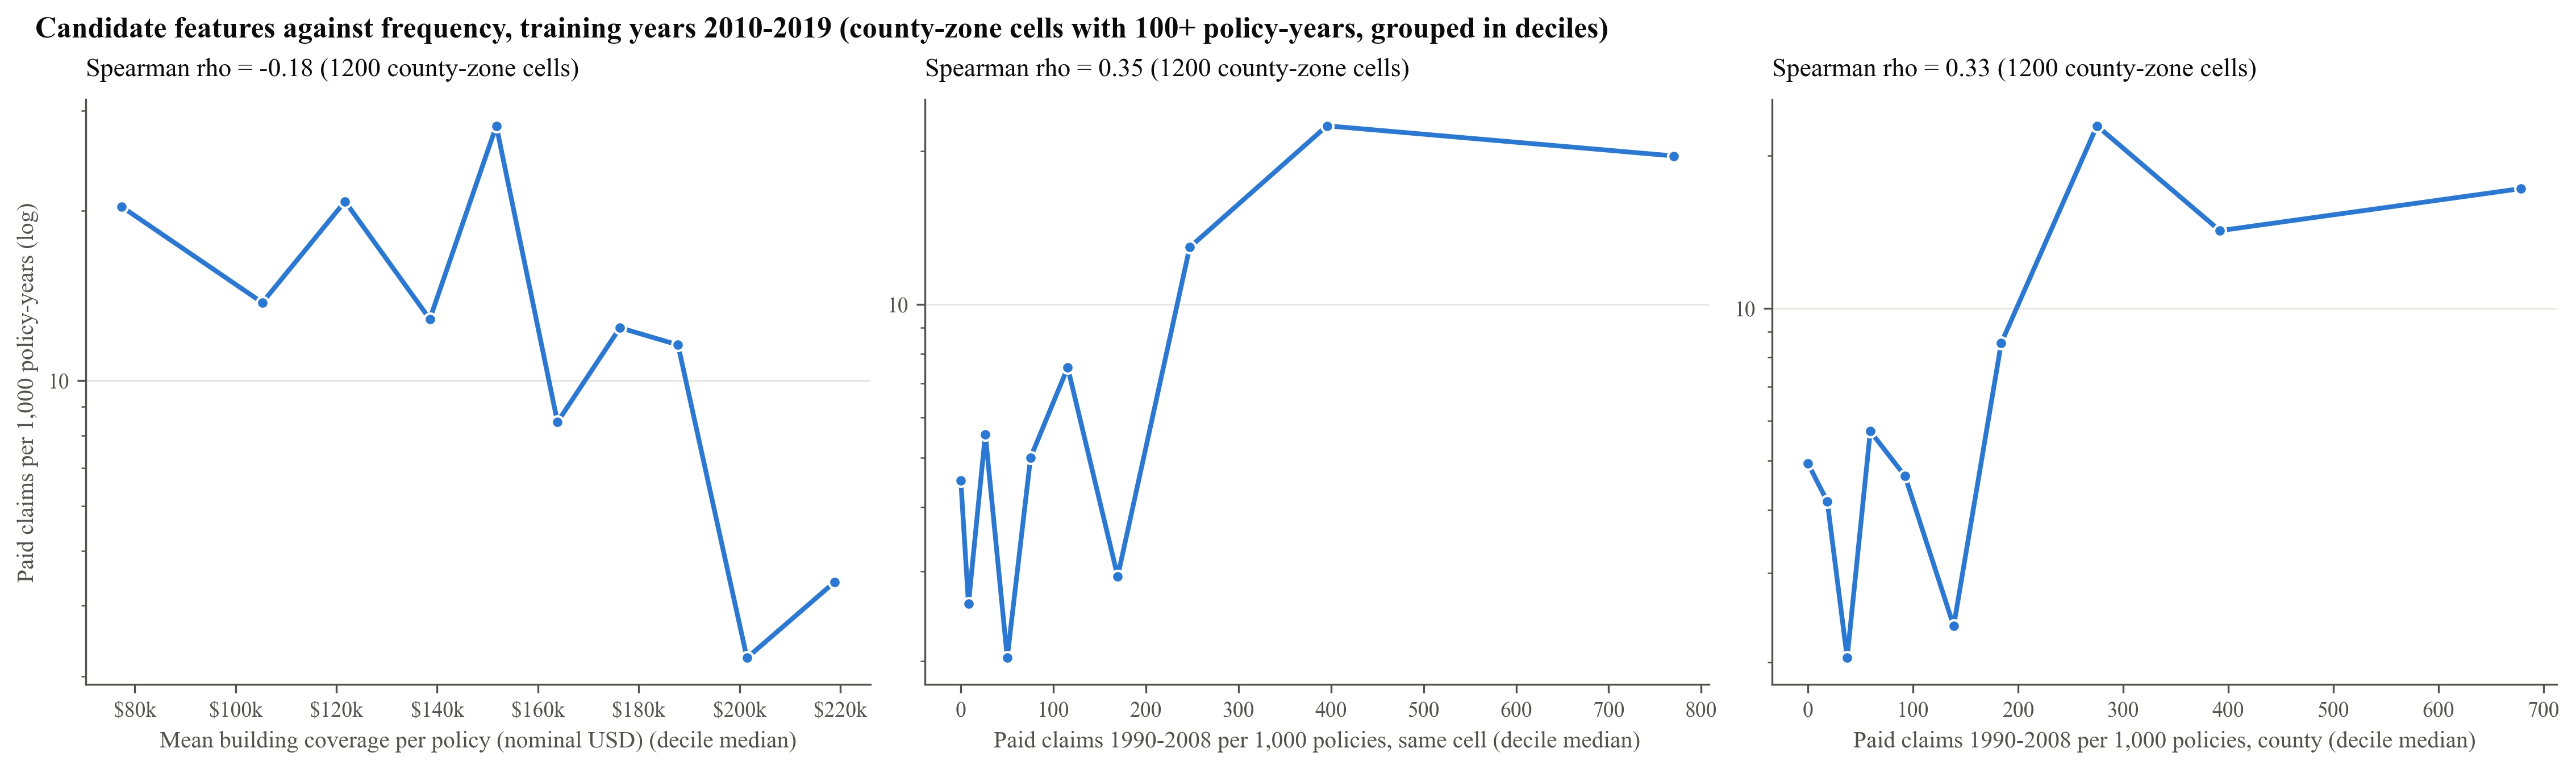 Candidate features against frequency, training years 2010-2019 (county-zone cells with 100+ policy-years, grouped in deciles)
Spearman rho = -0.18 (1200 county-zone cells)
Paid claims per 1,000 policy-years (log)
10
$80k $100k $120k $140k $160k $180k $200k $220k
Mean building coverage per policy (nominal USD) (decile median)
Spearman rho = 0.35 (1200 county-zone cells)
10
0 100 200 300 400 500 600 700 800
Paid claims 1990-2008 per 1,000 policies, same cell (decile median)
Spearman rho = 0.33 (1200 county-zone cells)
10
0 100 200 300 400 500 600 700
Paid claims 1990-2008 per 1,000 policies, county (decile median)